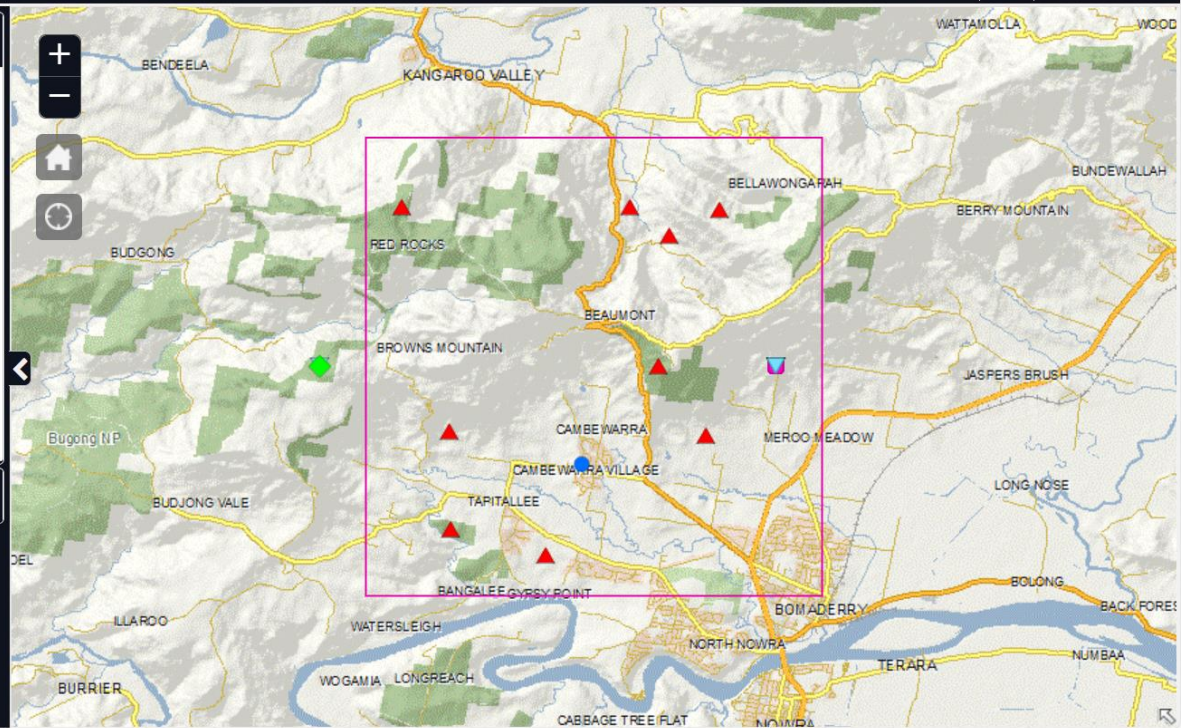 WATTAMOLLA
WOOD
BENDEELA
KANGAROO VALLEY
BUNDEWALLAH
BELLAWONGARAH
BERRY MOUNTAIN
RED ROCKS
BUDGONG
BEAUMONT
BROWNS MOUNTAIN
JASPERS BRUSH
CAMBEWARRA
MEROO MEADOW
Bugong NP
CAMBEWARRA VILLAGE
LONG NOSE
BUDJONG VALE
TAPITALLEE
DEL
BOLONG
BANGALEE
GYPSY POINT
BACK FORES
BOMADERRY
ILLAROO
WATERSLEIGH
NORTH NOWRA
NUMBAA
TERARA
WOGAMIA
LONGREACH
BURRIER
CABBAGE TREE FLAT
NOWRA